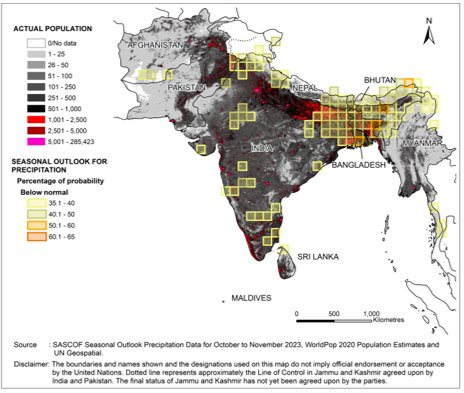 ACTUAL POPULATION
0/No data
1 - 25
26 - 50
51 - 100
101 - 250
251 - 500
501 - 1,000
1,001 - 2,500
2,501 - 5,000
5,001 - 285,423
SEASONAL OUTLOOK FOR
PRECIPITATION
Percentage of probability
Below normal
35.1 - 40
40.1 - 50
50.1 - 60
60.1 - 65
N
AFGHANISTAN
PAKISTAN
NEPAL
BHUTAN
INDIA
BANGLADESH
MYANMAR
SRI LANKA
MALDIVES
0 500 1,000
Kilometres
Source : SASCOF Seasonal Outlook Precipitation Data for October to November 2023, WorldPop 2020 Population Estimates and
UN Geospatial.
Disclaimer: The boundaries and names shown and the designations used on this map do not imply official endorsement or acceptance
by the United Nations. Dotted line represents approximately the Line of Control in Jammu and Kashmir agreed upon by
India and Pakistan. The final status of Jammu and Kashmir has not yet been agreed upon by the parties.